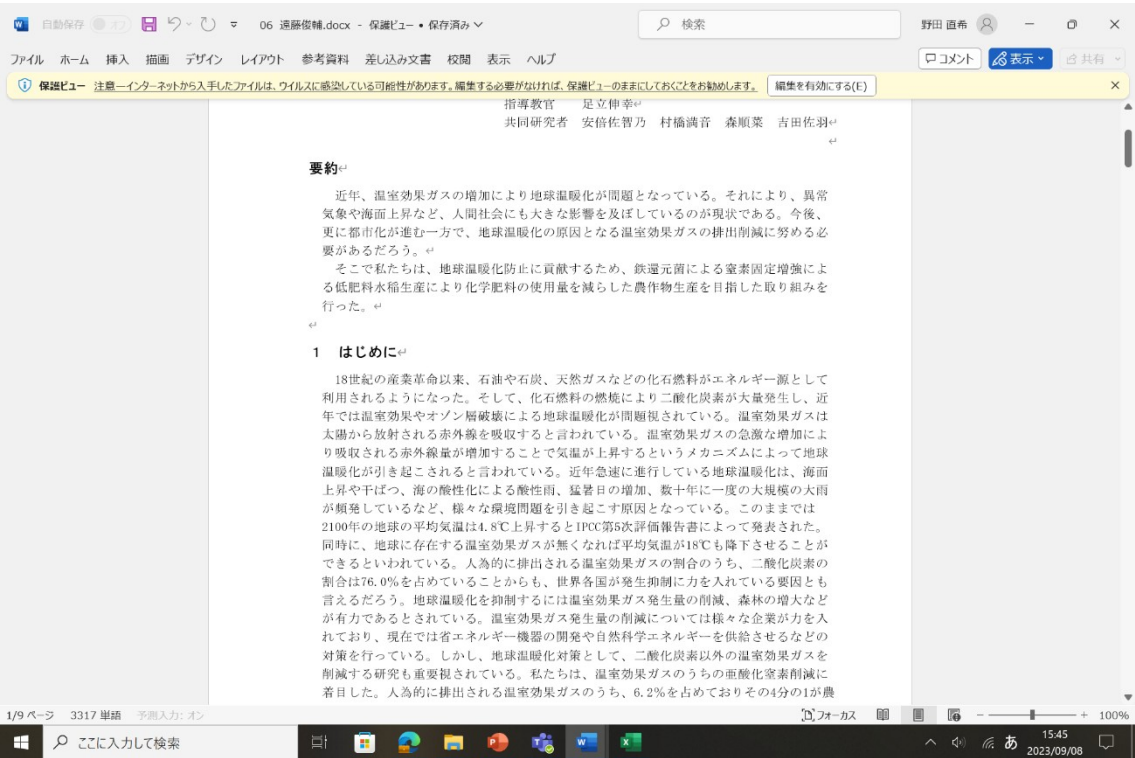 自動保存 オフ 06 遠藤俊輔.docx - 保護ビュー • 保存済み 検索 野田 直希
ファイル ホーム 挿入 描画 デザイン レイアウト 参考資料 差し込み文書 校閲 表示 ヘルプ コメント 表示 共有
保護ビュー 注意—インターネットから入手したファイルは、ウイルスに感染している可能性があります。編集する必要がなければ、保護ビューのままにしておくことをお勧めします。 編集を有効にする(E)
指導教官 足立伸幸
共同研究者 安倍佐智乃 村橋満音 森順菜 吉田佐羽
要約
近年、温室効果ガスの増加により地球温暖化が問題となっている。それにより、異常
気象や海面上昇など、人間社会にも大きな影響を及ぼしているのが現状である。今後、
更に都市化が進む一方で、地球温暖化の原因となる温室効果ガスの排出削減に努める必
要があるだろう。
そこで私たちは、地球温暖化防止に貢献するため、鉄還元菌による窒素固定増強によ
る低肥料水稲生産により化学肥料の使用量を減らした農作物生産を目指した取り組みを
行った。
1 はじめに
18世紀の産業革命以来、石油や石炭、天然ガスなどの化石燃料がエネルギー源として
利用されるようになった。そして、化石燃料の燃焼により二酸化炭素が大量発生し、近
年では温室効果やオゾン層破壊による地球温暖化が問題視されている。温室効果ガスは
太陽から放射される赤外線を吸収すると言われている。温室効果ガスの急激な増加によ
り吸収される赤外線量が増加することで気温が上昇するというメカニズムによって地球
温暖化が引き起こされると言われている。近年急速に進行している地球温暖化は、海面
上昇や干ばつ、海の酸性化による酸性雨、猛暑日の増加、数十年に一度の大規模の大雨
が頻発しているなど、様々な環境問題を引き起こす原因となっている。このままでは
2100年の地球の平均気温は4.8℃上昇するとIPCC第5次評価報告書によって発表された。
同時に、地球に存在する温室効果ガスが無くなれば平均気温が18℃も降下させることが
できるといわれている。人為的に排出される温室効果ガスの割合のうち、二酸化炭素の
割合は76.0%を占めていることからも、世界各国が発生抑制に力を入れている要因とも
言えるだろう。地球温暖化を抑制するには温室効果ガス発生量の削減、森林の増大など
が有力であるとされている。温室効果ガス発生量の削減については様々な企業が力を入
れており、現在では省エネルギー機器の開発や自然科学エネルギーを供給させるなどの
対策を行っている。しかし、地球温暖化対策として、二酸化炭素以外の温室効果ガスを
削減する研究も重要視されている。私たちは、温室効果ガスのうちの亜酸化窒素削減に
着目した。人為的に排出される温室効果ガスのうち、6.2%を占めておりその4分の1が農
1/9 ページ 3317 単語 予測入力: オン フォーカス 100%
ここに入力して検索 あ 15:45
2023/09/08